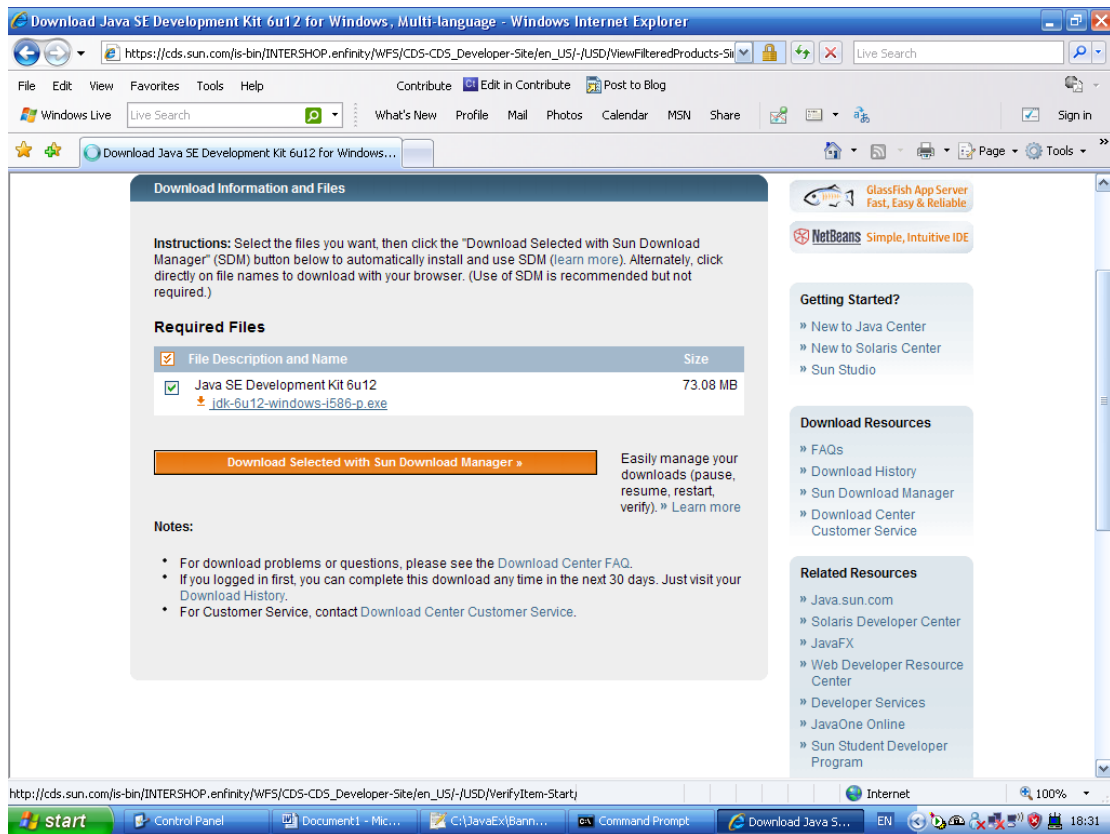 Download Java SE Development Kit 6u12 for Windows, Multi-language - Windows Internet Explorer
https://cds.sun.com/is-bin/INTERSHOP.enfinity/WFS/CDS-CDS_Developer-Site/en_US/-/USD/ViewFilteredProducts-Sin
Live Search
File Edit View Favorites Tools Help
Contribute Edit in Contribute Post to Blog
Windows Live Live Search What's New Profile Mail Photos Calendar MSN Share Sign in
Download Java SE Development Kit 6u12 for Windows...
Page Tools
Download Information and Files
Instructions: Select the files you want, then click the "Download Selected with Sun Download
Manager" (SDM) button below to automatically install and use SDM (learn more). Alternately, click
directly on file names to download with your browser. (Use of SDM is recommended but not
required.)
Required Files
File Description and Name Size
Java SE Development Kit 6u12 73.08 MB
jdk-6u12-windows-i586-p.exe
Download Selected with Sun Download Manager »
Easily manage your
downloads (pause,
resume, restart,
verify). » Learn more
Notes:
• For download problems or questions, please see the Download Center FAQ.
• If you logged in first, you can complete this download any time in the next 30 days. Just visit your
Download History.
• For Customer Service, contact Download Center Customer Service.
GlassFish App Server
Fast, Easy & Reliable
NetBeans Simple, Intuitive IDE
Getting Started?
» New to Java Center
» New to Solaris Center
» Sun Studio
Download Resources
» FAQs
» Download History
» Sun Download Manager
» Download Center
Customer Service
Related Resources
» Java.sun.com
» Solaris Developer Center
» JavaFX
» Web Developer Resource
Center
» Developer Services
» JavaOne Online
» Sun Student Developer
Program
http://cds.sun.com/is-bin/INTERSHOP.enfinity/WFS/CDS-CDS_Developer-Site/en_US/-/USD/VerifyItem-Start/
Internet 100%
start Control Panel Document1 - Mic... C:\JavaEx\Bann... Command Prompt Download Java S... EN 18:31